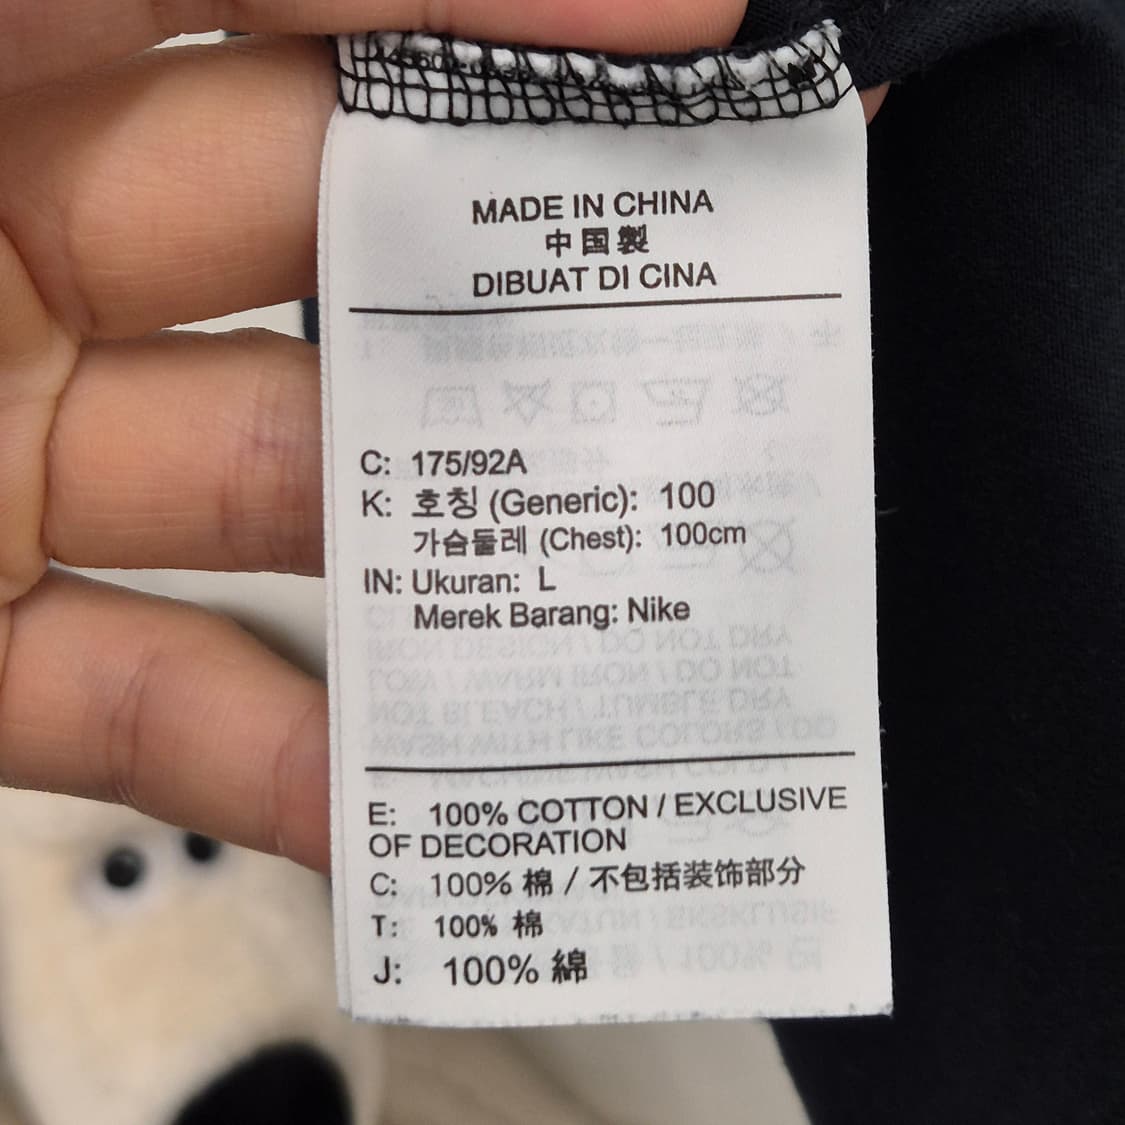 MADE IN CHINA
中国製
DIBUAT DI CINA
C: 175/92A
K: 호칭 (Generic): 100
가슴둘레 (Chest): 100cm
IN: Ukuran: L
Merek Barang: Nike
E: 100% COTTON / EXCLUSIVE
OF DECORATION
C: 100% 棉 / 不包括装饰部分
T: 100% 棉
J: 100% 綿